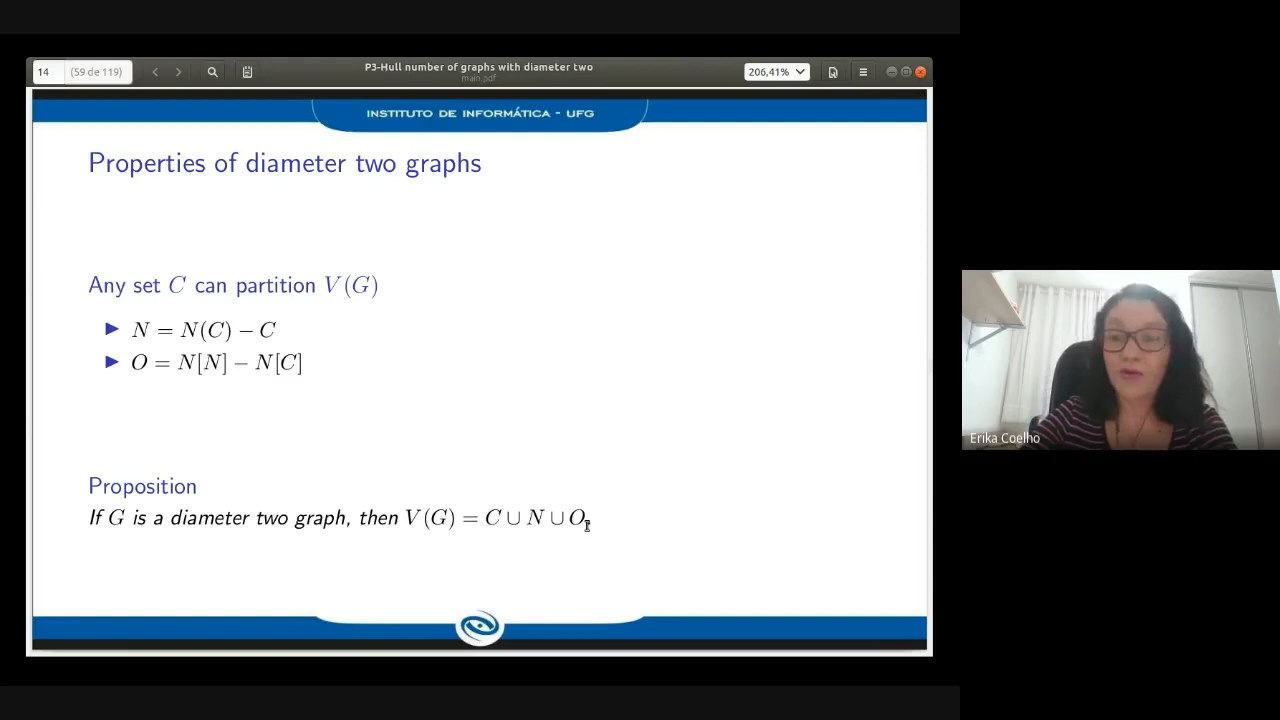 14 (59 de 119)
P3-Hull number of graphs with diameter two
main.pdf
206,41%
INSTITUTO DE INFORMÁTICA - UFG
Properties of diameter two graphs
Any set C can partition V(G)
▶ N = N(C) − C
▶ O = N[N] − N[C]
Proposition
If G is a diameter two graph, then V(G) = C ∪ N ∪ O.
Erika Coelho